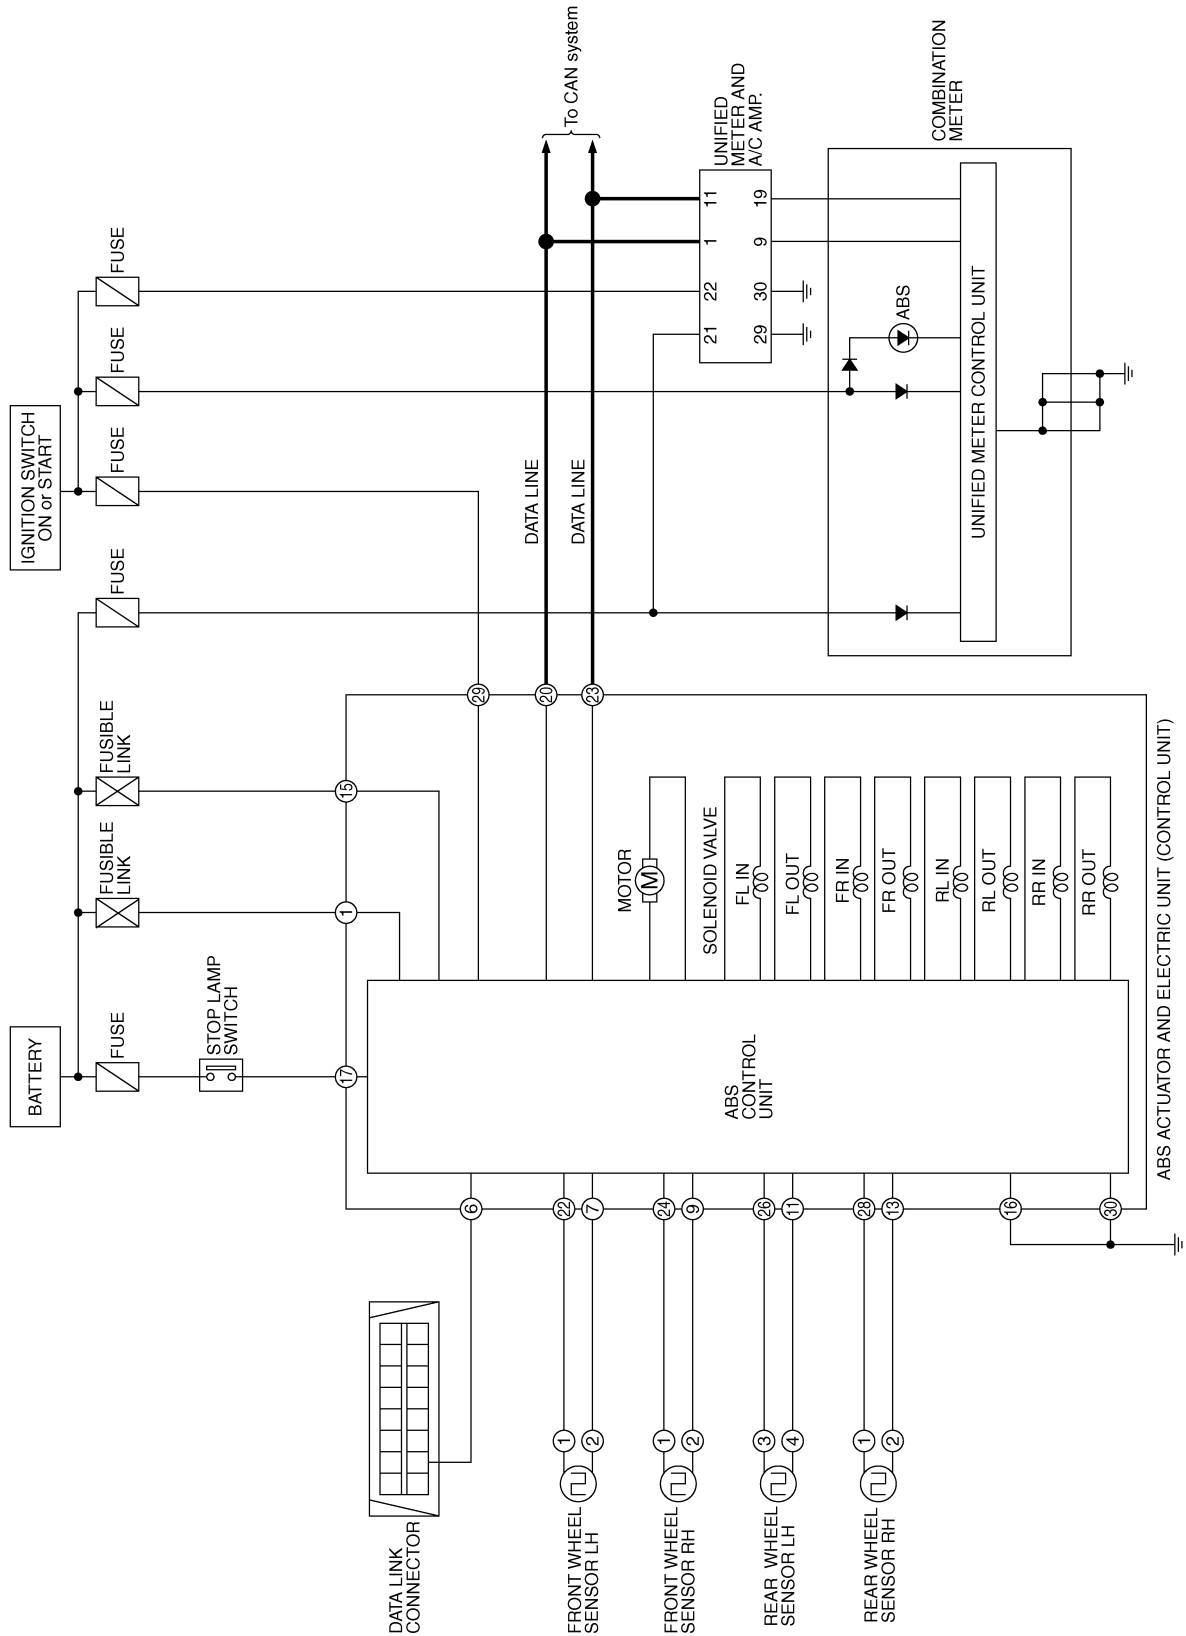 BATTERY
IGNITION SWITCH
ON or START
FUSE
FUSIBLE
LINK
FUSIBLE
LINK
FUSE
FUSE
FUSE
FUSE
STOP LAMP
SWITCH
17
1
15
29
20
23
DATA LINE
DATA LINE
To CAN system
UNIFIED
METER AND
A/C AMP.
21
22
1
11
29
30
9
19
COMBINATION
METER
ABS
UNIFIED METER CONTROL UNIT
DATA LINK
CONNECTOR
6
FRONT WHEEL
SENSOR LH
1
2
22
7
FRONT WHEEL
SENSOR RH
1
2
24
9
REAR WHEEL
SENSOR LH
3
4
26
11
REAR WHEEL
SENSOR RH
1
2
28
13
16
30
ABS
CONTROL
UNIT
MOTOR
M
SOLENOID VALVE
FL IN
FL OUT
FR IN
FR OUT
RL IN
RL OUT
RR IN
RR OUT
ABS ACTUATOR AND ELECTRIC UNIT (CONTROL UNIT)